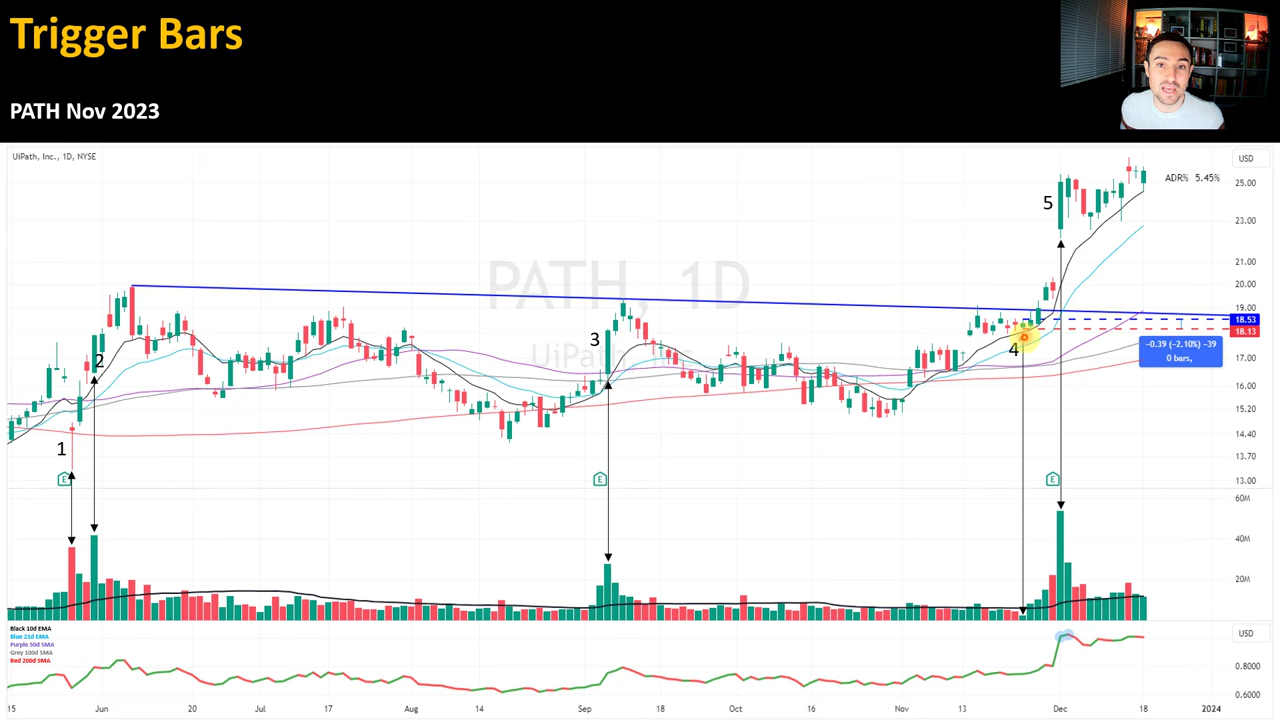 Trigger Bars
PATH Nov 2023
UiPath, Inc., 1D, NYSE
USD
ADR% 5.45%
25.00
5
23.00
PATH, 1D
21.00
20.00
19.00
18.53
18.13
3
UiPath
4
−0.39 (−2.10%) −39
0 bars,
2
17.00
16.00
15.20
14.40
1
13.70
E
E
E
13.00
60M
40M
20M
Black 10d EMA
Blue 21d EMA
Purple 50d SMA
Grey 100d SMA
Red 200d SMA
USD
0.8000
0.6000
15
Jun
20
Jul
17
Aug
14
Sep
18
Oct
16
Nov
13
Dec
18
2024